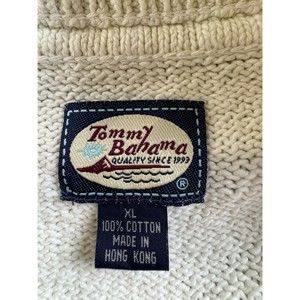 Tommy
Bahama
QUALITY SINCE 1993
®
XL
100% COTTON
MADE IN
HONG KONG